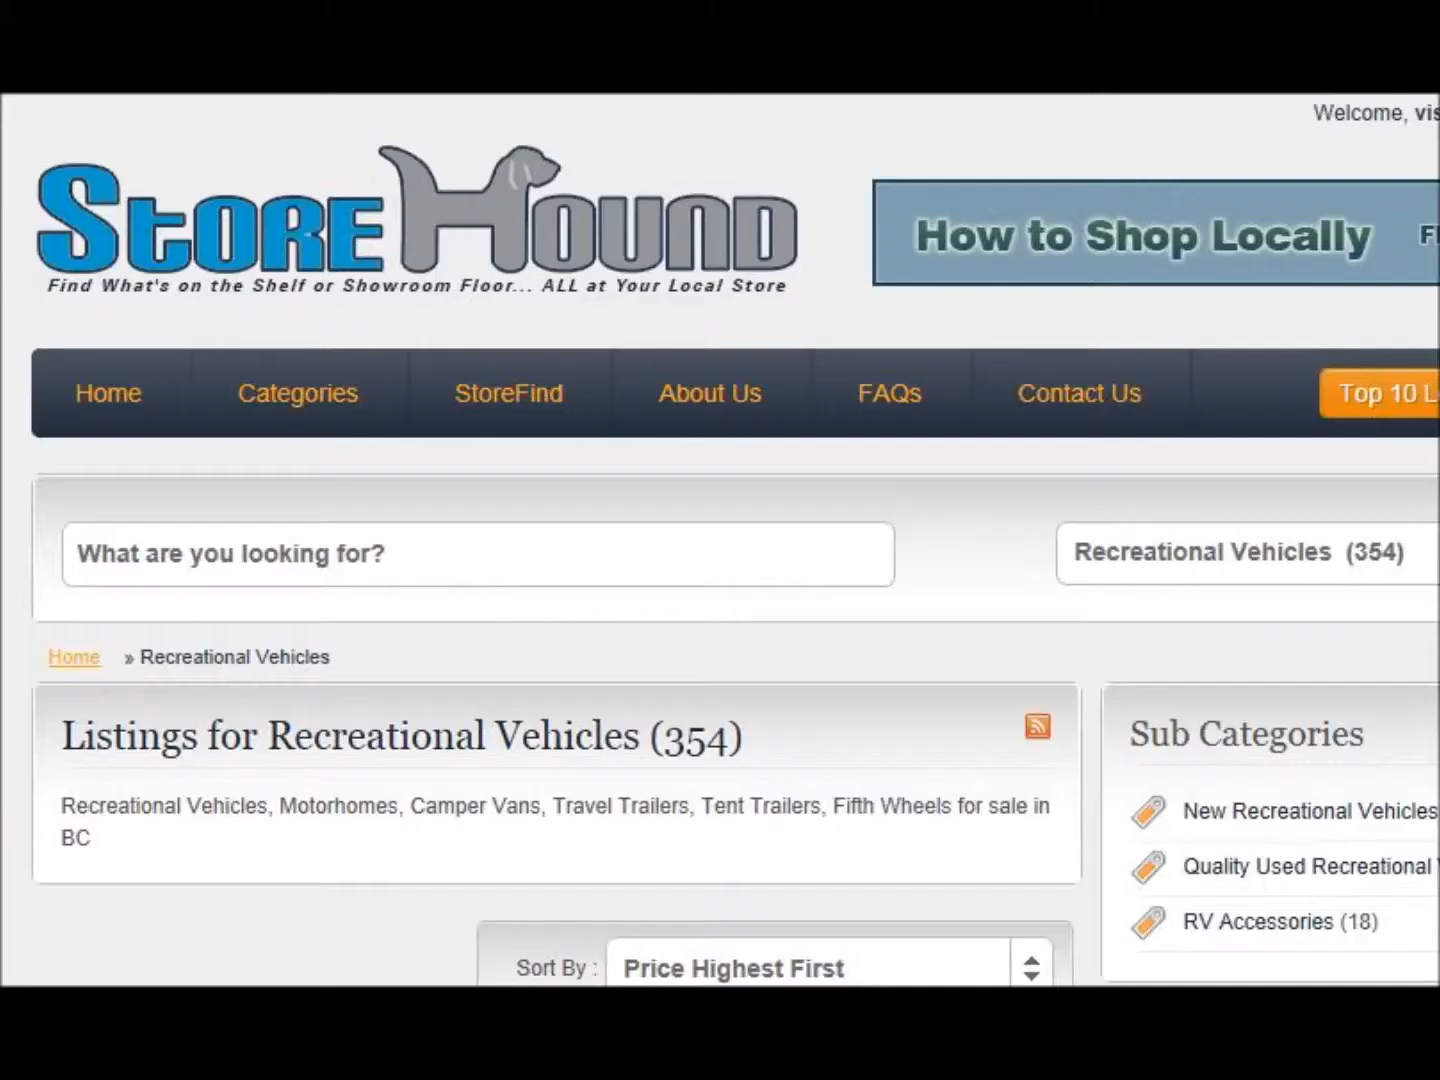 Welcome,
STOREHOUND
How to Shop Locally
Find What's on the Shelf or Showroom Floor... ALL at Your Local Store
Home Categories StoreFind About Us FAQs Contact Us Top 10
What are you looking for? Recreational Vehicles (354)
Home » Recreational Vehicles
Listings for Recreational Vehicles (354)
Sub Categories
Recreational Vehicles, Motorhomes, Camper Vans, Travel Trailers, Tent Trailers, Fifth Wheels for sale in
BC
New Recreational Vehicles
Quality Used Recreational
RV Accessories (18)
Sort By : Price Highest First